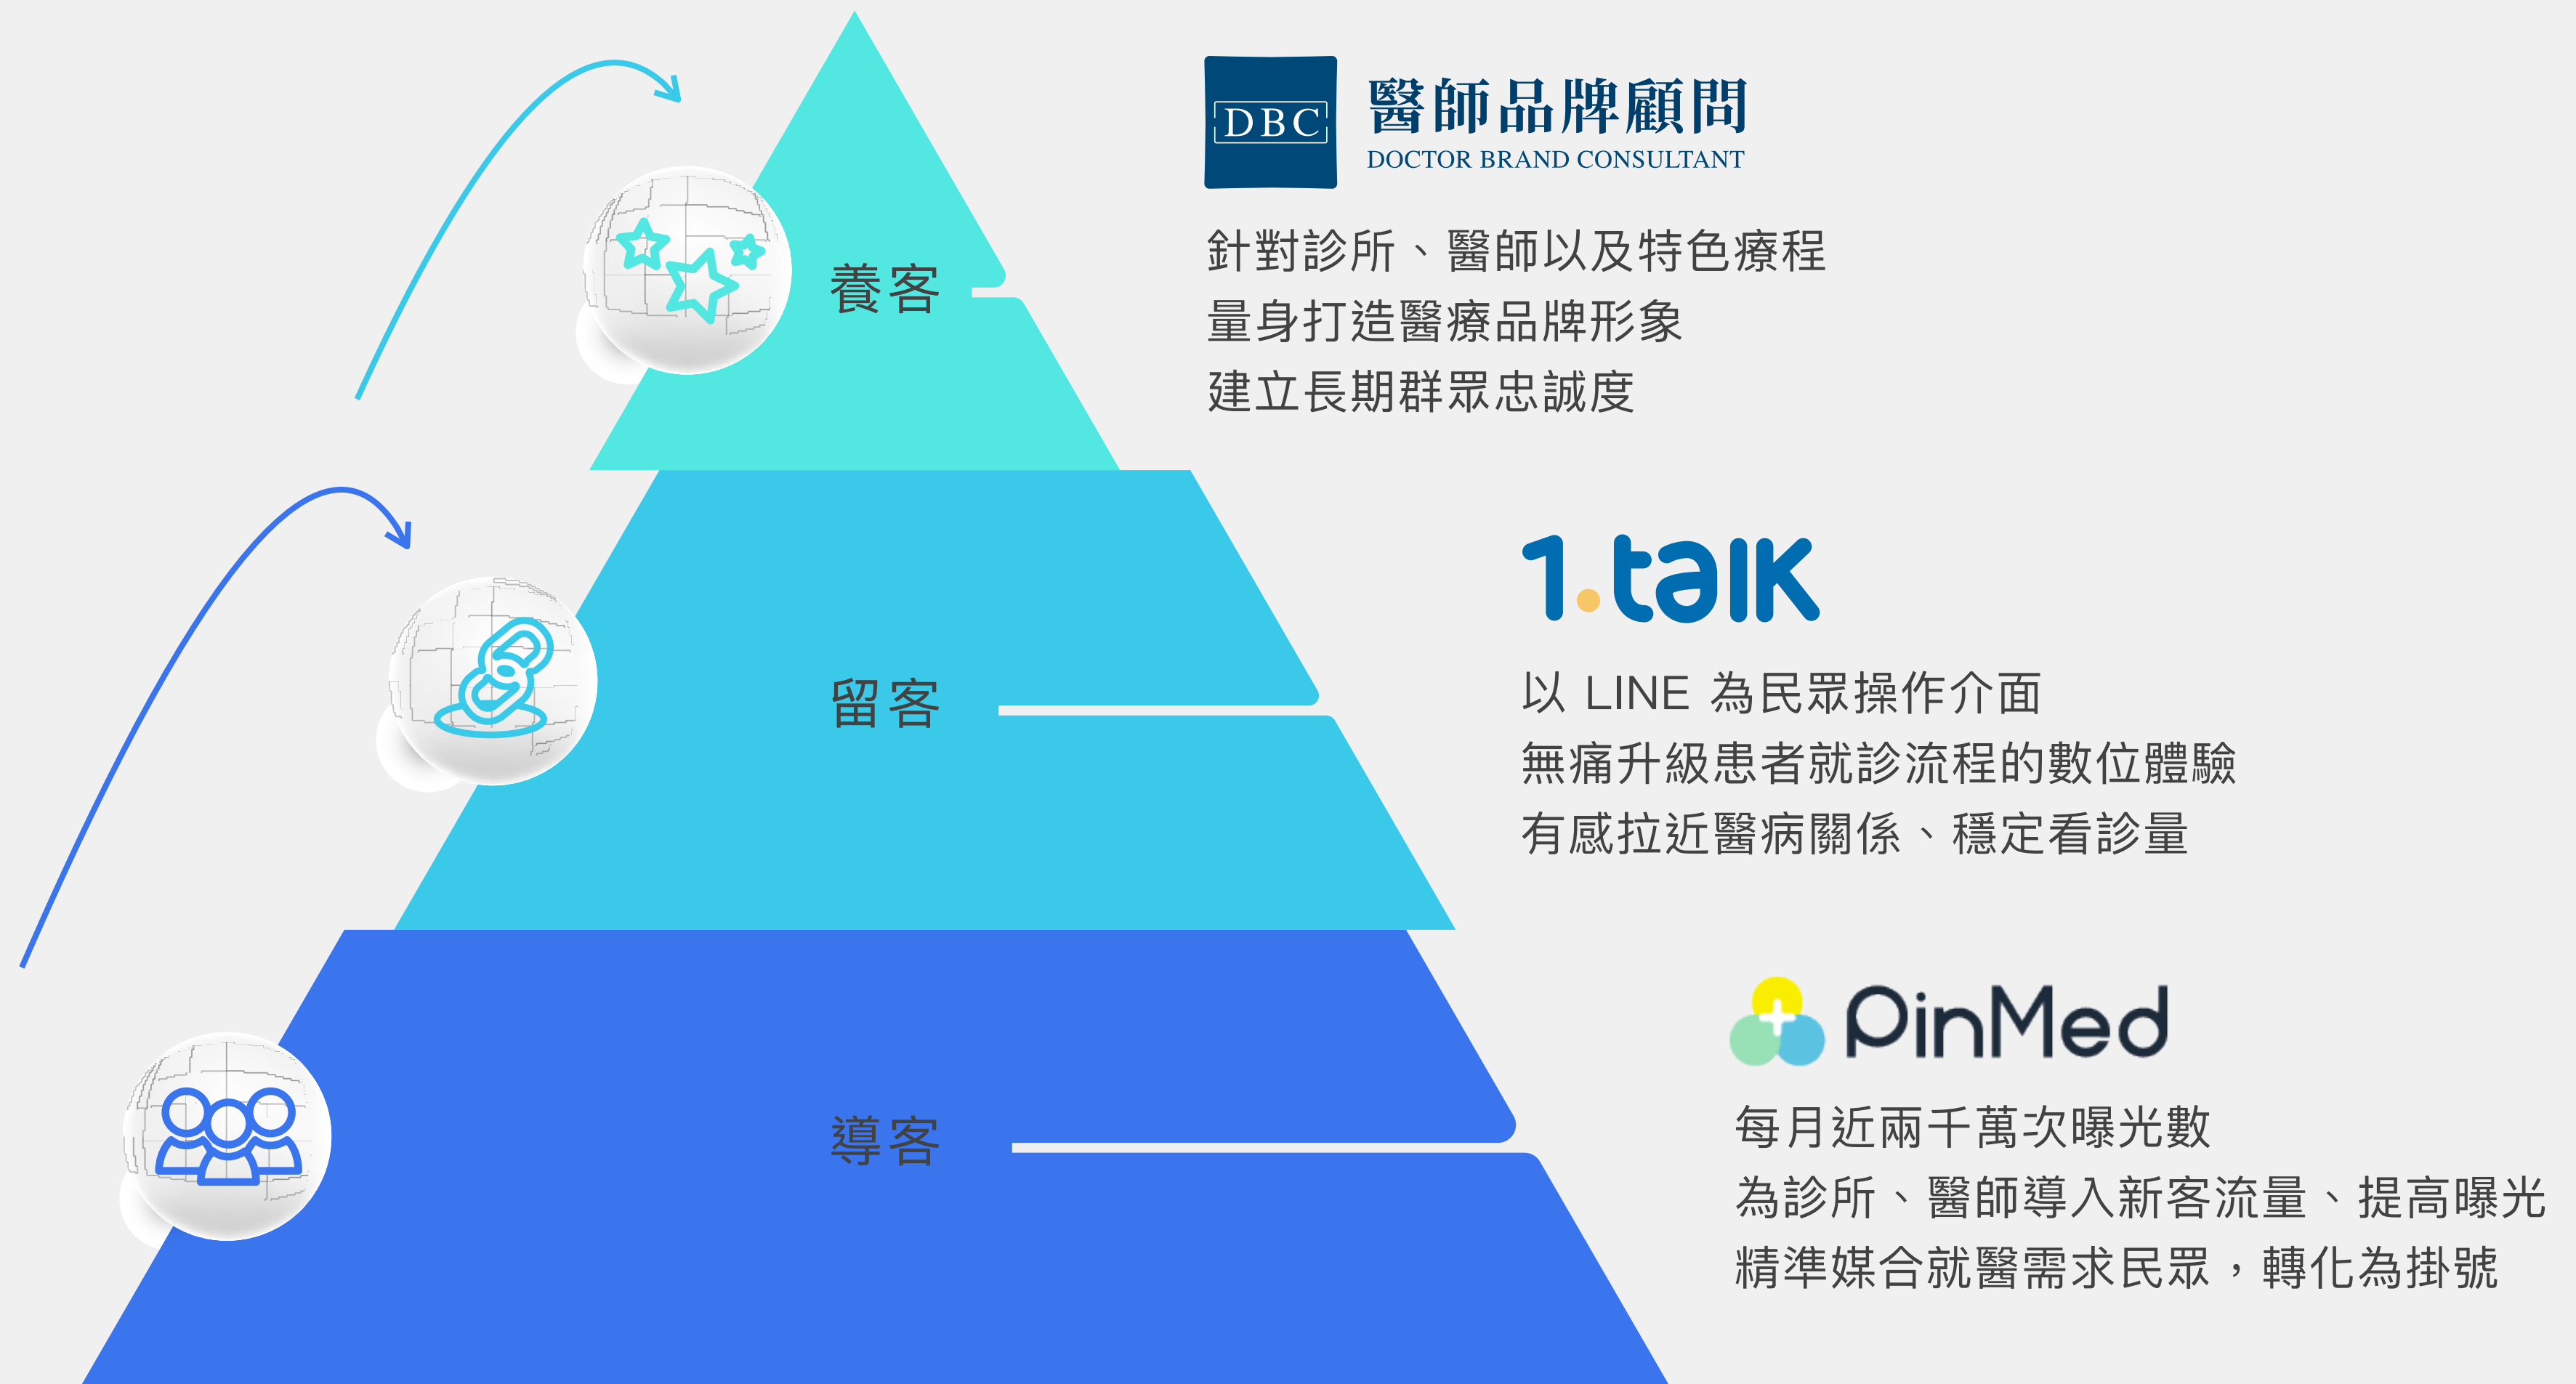 DBC
醫師品牌顧問
DOCTOR BRAND CONSULTANT
養客
針對診所、醫師以及特色療程
量身打造醫療品牌形象
建立長期群眾忠誠度
1.talk
留客
以 LINE 為民眾操作介面
無痛升級患者就診流程的數位體驗
有感拉近醫病關係、穩定看診量
PinMed
導客
每月近兩千萬次曝光數
為診所、醫師導入新客流量、提高曝光
精準媒合就醫需求民眾，轉化為掛號